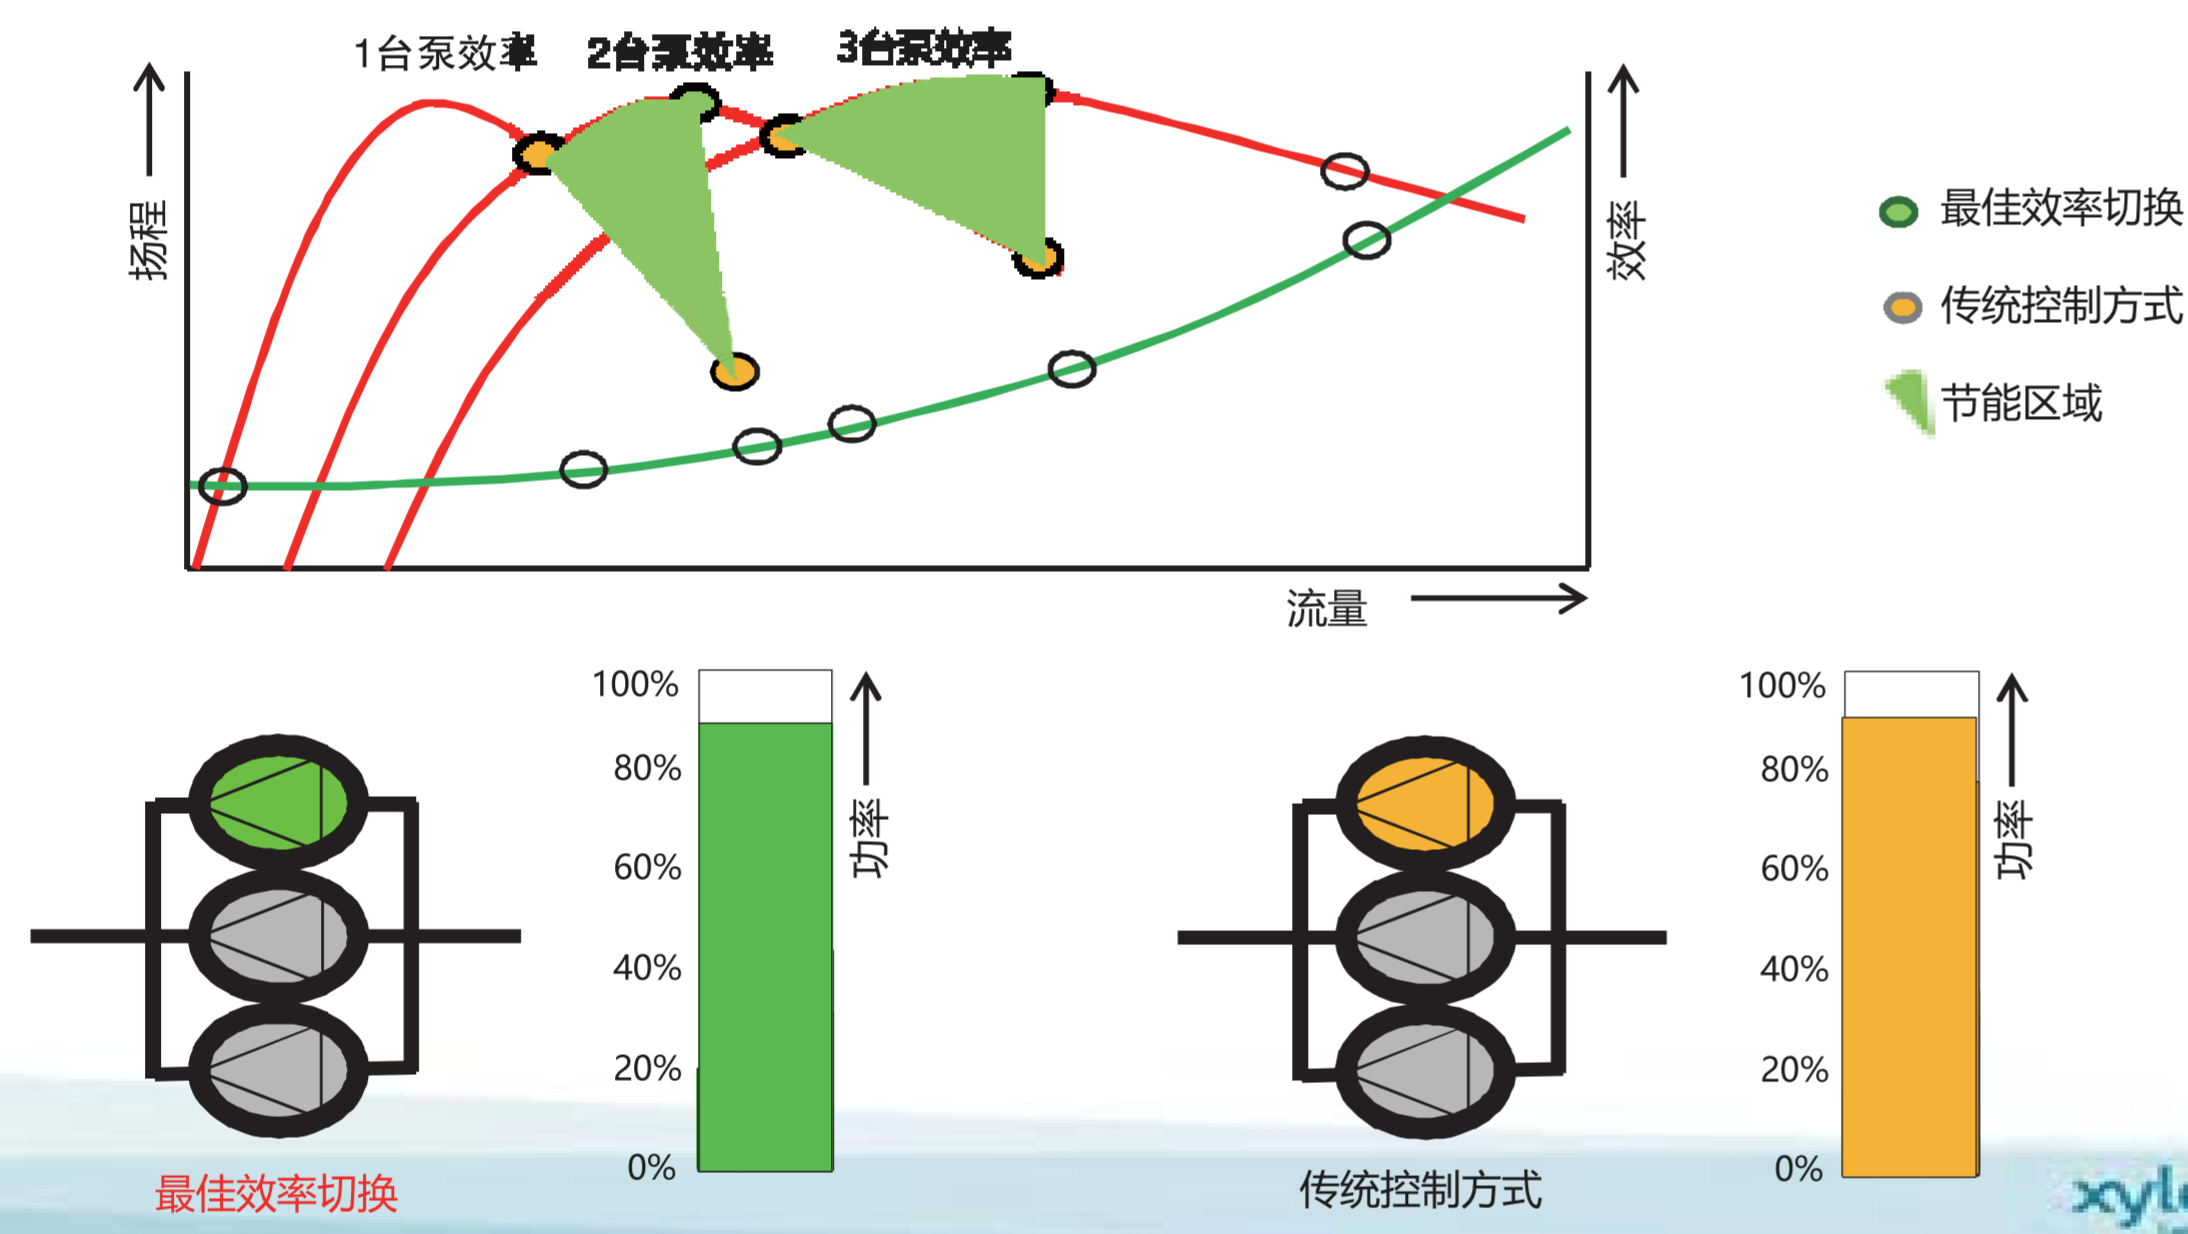 1台泵效率 2台泵效率 3台泵效率
扬程
效率
最佳效率切换
传统控制方式
节能区域
流量
100%
80%
60%
40%
20%
0%
功率
最佳效率切换
100%
80%
60%
40%
20%
0%
功率
传统控制方式
xyl